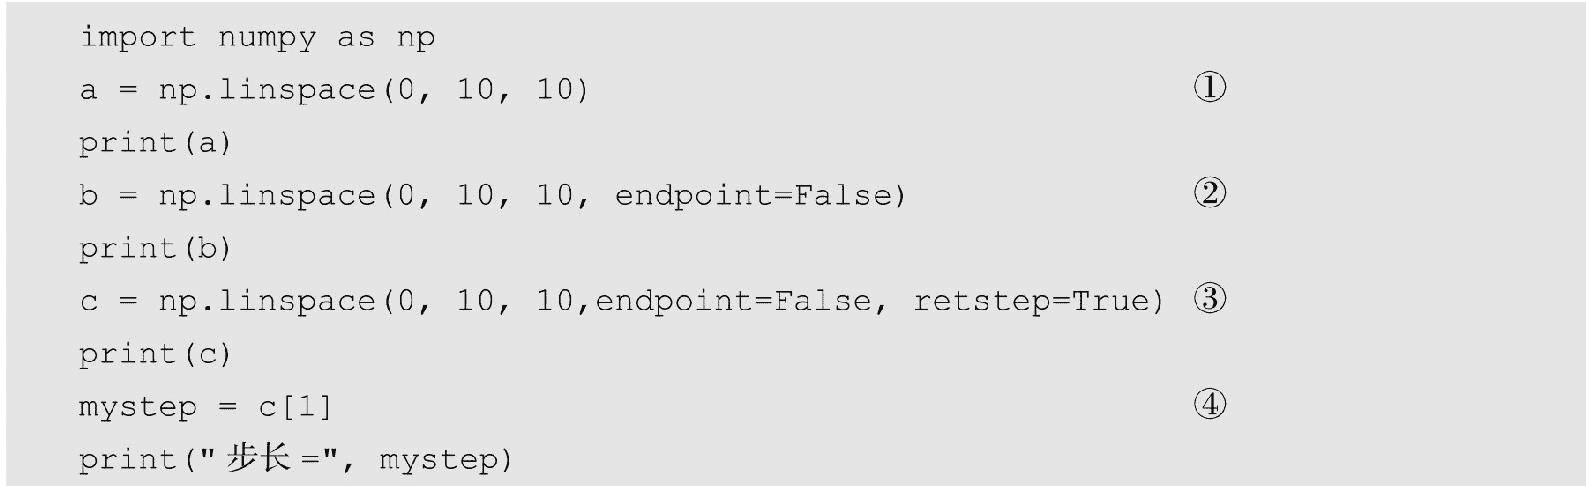 import numpy as np
a = np.linspace(0, 10, 10) ①
print(a)
b = np.linspace(0, 10, 10, endpoint=False) ②
print(b)
c = np.linspace(0, 10, 10,endpoint=False, retstep=True) ③
print(c)
mystep = c[1] ④
print("步长=", mystep)